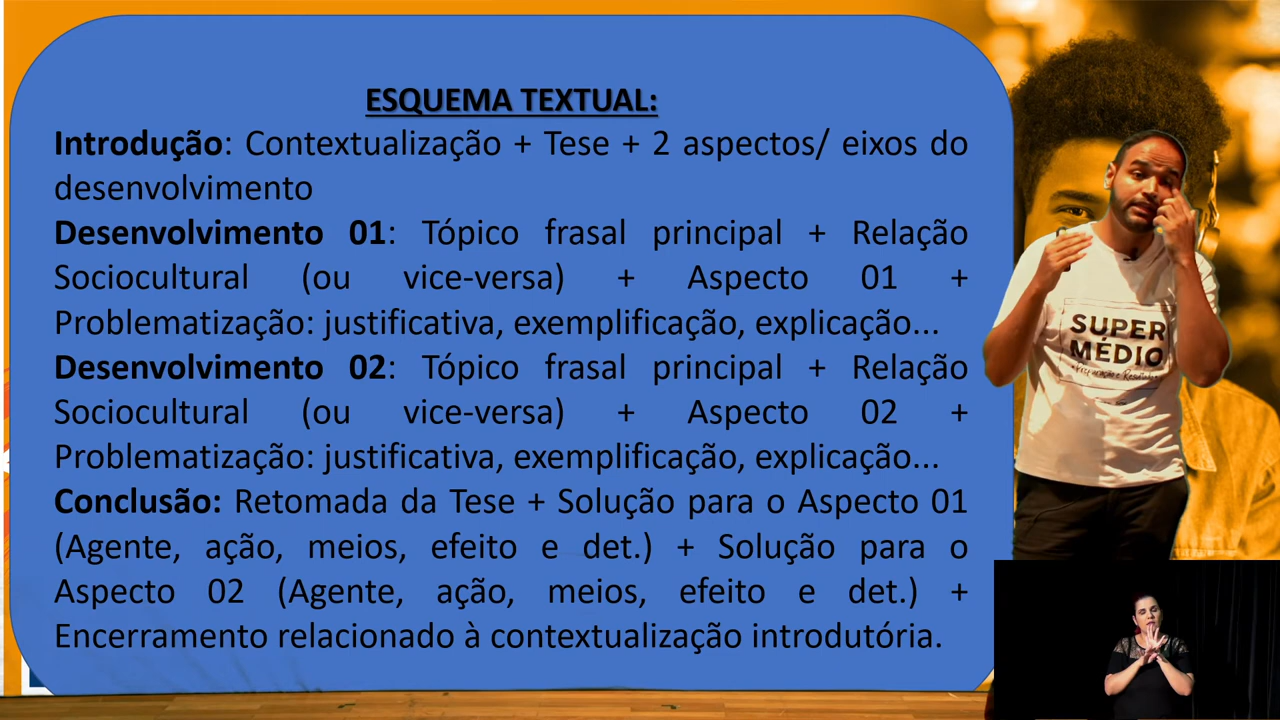 ESQUEMA TEXTUAL:
Introdução: Contextualização + Tese + 2 aspectos/ eixos do
desenvolvimento
Desenvolvimento 01: Tópico frasal principal + Relação
Sociocultural (ou vice-versa) + Aspecto 01 +
Problematização: justificativa, exemplificação, explicação...
Desenvolvimento 02: Tópico frasal principal + Relação
Sociocultural (ou vice-versa) + Aspecto 02 +
Problematização: justificativa, exemplificação, explicação...
Conclusão: Retomada da Tese + Solução para o Aspecto 01
(Agente, ação, meios, efeito e det.) + Solução para o
Aspecto 02 (Agente, ação, meios, efeito e det.) +
Encerramento relacionado à contextualização introdutória.
SUPER
MÉDIO